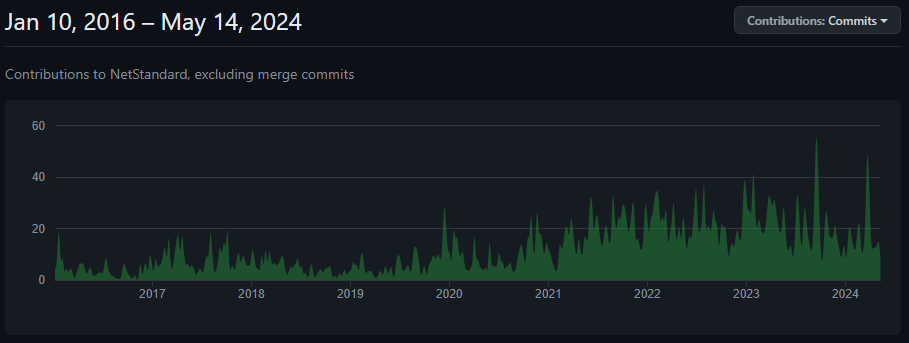 Jan 10, 2016 – May 14, 2024
Contributions: Commits
Contributions to NetStandard, excluding merge commits
60
40
20
0
2017 2018 2019 2020 2021 2022 2023 2024